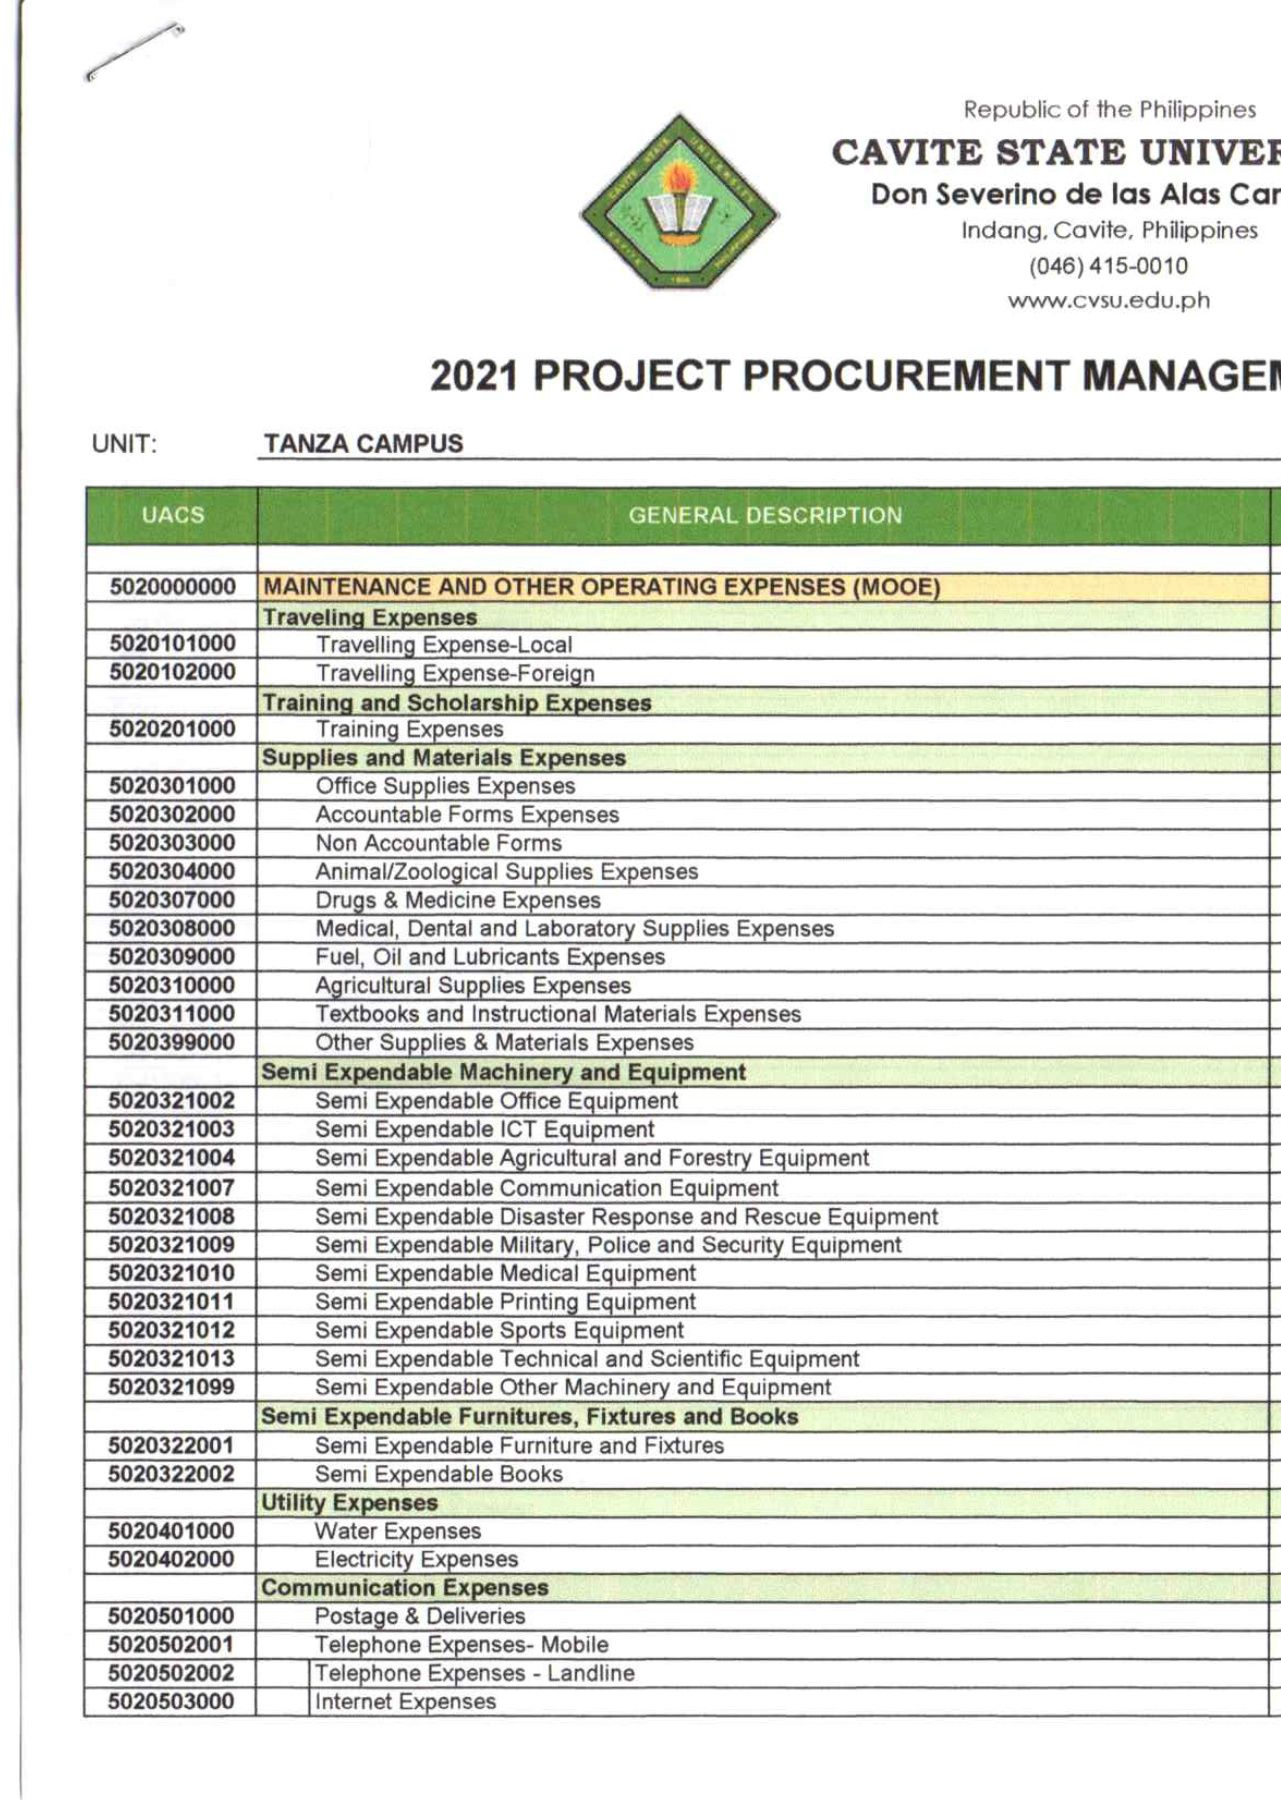 Republic of the Philippines
CAVITE STATE
Don Severino de las Alas
Indang, Cavite, Philippines
(046) 415-0010
www.cvsu.edu.ph
2021 PROJECT PROCUREMENT
UNIT: TANZA CAMPUS
UACS GENERAL DESCRIPTION
5020000000 MAINTENANCE AND OTHER OPERATING EXPENSES (MOOE)
Traveling Expenses
5020101000 Travelling Expense-Local
5020102000 Travelling Expense-Foreign
Training and Scholarship Expenses
5020201000 Training Expenses
Supplies and Materials Expenses
5020301000 Office Supplies Expenses
5020302000 Accountable Forms Expenses
5020303000 Non Accountable Forms
5020304000 Animal/Zoological Supplies Expenses
5020307000 Drugs & Medicine Expenses
5020308000 Medical, Dental and Laboratory Supplies Expenses
5020309000 Fuel, Oil and Lubricants Expenses
5020310000 Agricultural Supplies Expenses
5020311000 Textbooks and Instructional Materials Expenses
5020399000 Other Supplies & Materials Expenses
Semi Expendable Machinery and Equipment
5020321002 Semi Expendable Office Equipment
5020321003 Semi Expendable ICT Equipment
5020321004 Semi Expendable Agricultural and Forestry Equipment
5020321007 Semi Expendable Communication Equipment
5020321008 Semi Expendable Disaster Response and Rescue Equipment
5020321009 Semi Expendable Military, Police and Security Equipment
5020321010 Semi Expendable Medical Equipment
5020321011 Semi Expendable Printing Equipment
5020321012 Semi Expendable Sports Equipment
5020321013 Semi Expendable Technical and Scientific Equipment
5020321099 Semi Expendable Other Machinery and Equipment
Semi Expendable Furnitures, Fixtures and Books
5020322001 Semi Expendable Furniture and Fixtures
5020322002 Semi Expendable Books
Utility Expenses
5020401000 Water Expenses
5020402000 Electricity Expenses
Communication Expenses
5020501000 Postage & Deliveries
5020502001 Telephone Expenses- Mobile
5020502002 Telephone Expenses - Landline
5020503000 Internet Expenses